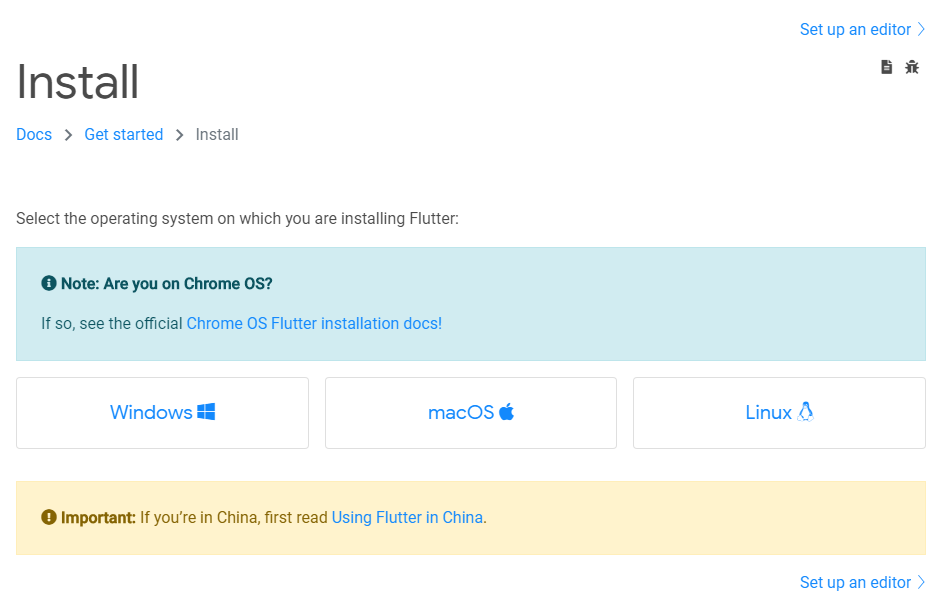 Set up an editor
Install
Docs > Get started > Install
Select the operating system on which you are installing Flutter:
Note: Are you on Chrome OS?
If so, see the official Chrome OS Flutter installation docs!
Windows
macOS
Linux
Important: If you’re in China, first read Using Flutter in China.
Set up an editor